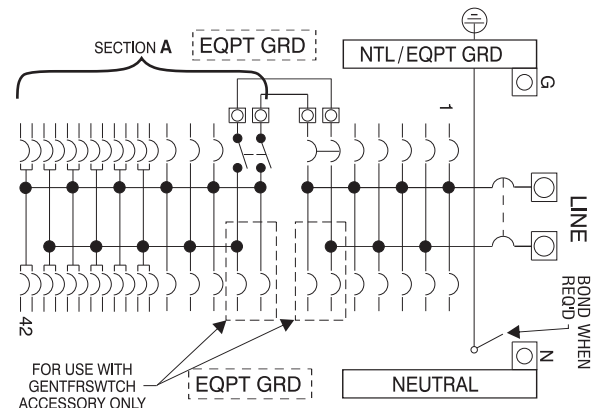 SECTION A
EQPT GRD
NTL/EQPT GRD
G
1
LINE
BOND WHEN
REQ'D
N
42
FOR USE WITH
GENTFRSWTCH
ACCESSORY ONLY
EQPT GRD
NEUTRAL